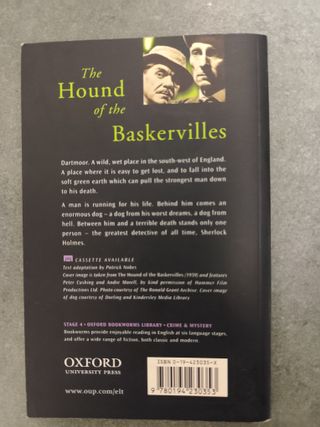 The
Hound
of the
Baskervilles
Dartmoor. A wild, wet place in the south-west of England.
A place where it is easy to get lost, and to fall into the
soft green earth which can pull the strongest man down
to his death.
A man is running for his life. Behind him comes an
enormous dog – a dog from his worst dreams, a dog from
hell. Between him and a terrible death stands only one
person – the greatest detective of all time, Sherlock
Holmes.
CASSETTE AVAILABLE
Text adaptation by Patrick Nobes
Cover image is taken from The Hound of the Baskervilles (1959) and features
Peter Cushing and André Morell, by kind permission of Hammer Film
Productions Ltd. Photo courtesy of The Ronald Grant Archive. Cover image
of dog courtesy of Dorling and Kindersley Media Library
STAGE 4 • OXFORD BOOKWORMS LIBRARY • CRIME & MYSTERY
Bookworms provide enjoyable reading in English at six language stages,
and offer a wide range of fiction, both classic and modern.
OXFORD
UNIVERSITY PRESS
www.oup.com/elt
ISBN 0-19-423035-X
9 780194 230353